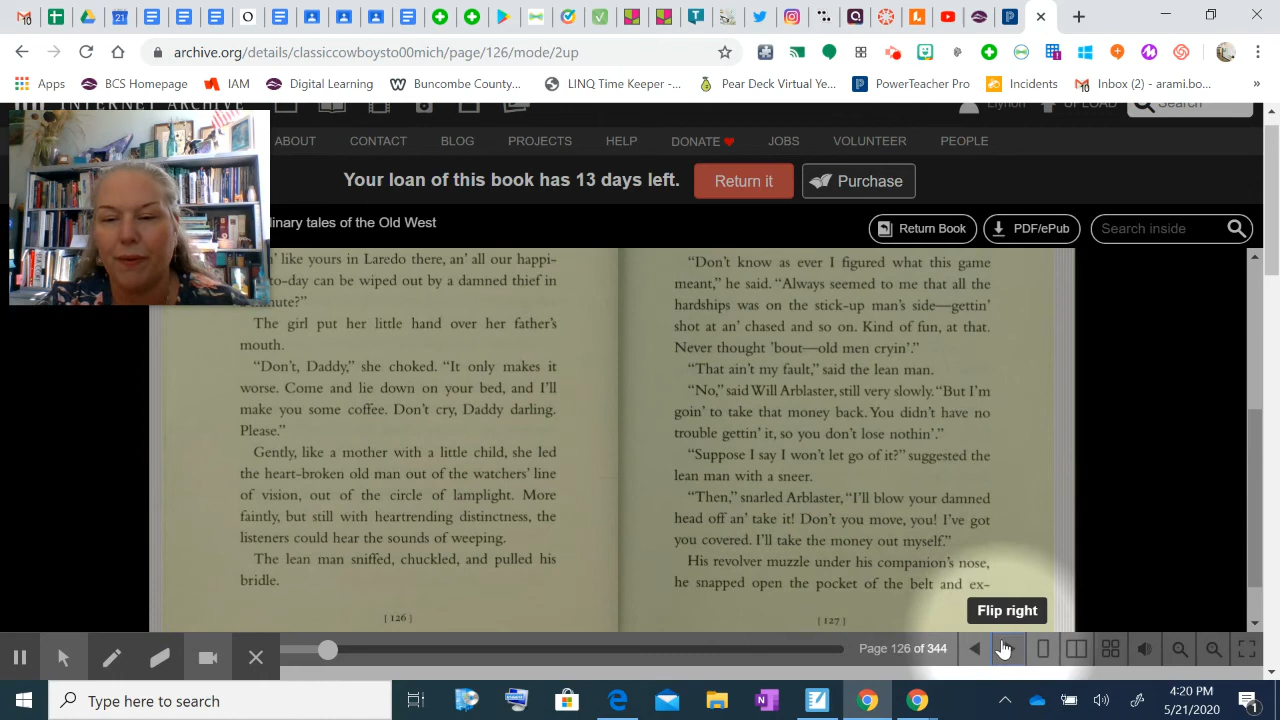 archive.org/details/classiccowboysto00mich/page/126/mode/2up
Apps BCS Homepage IAM Digital Learning Buncombe County... LINQ Time Keeper -... Pear Deck Virtual Ye... PowerTeacher Pro Incidents Inbox (2) - arami.bo... »
INTERNET ARCHIVE UPLOAD Search
ABOUT CONTACT BLOG PROJECTS HELP DONATE JOBS VOLUNTEER PEOPLE
Your loan of this book has 13 days left. Return it Purchase
dinary tales of the Old West Return Book PDF/ePub Search inside
like yours in Laredo there, an' all our happi-
to-day can be wiped out by a damned thief in
The girl put her little hand over her father's
mouth.
“Don't, Daddy,” she choked. “It only makes it
worse. Come and lie down on your bed, and I'll
make you some coffee. Don't cry, Daddy darling.
Please.”
Gently, like a mother with a little child, she led
the heart-broken old man out of the watchers' line
of vision, out of the circle of lamplight. More
faintly, but still with heartrending distinctness, the
listeners could hear the sounds of weeping.
The lean man sniffed, chuckled, and pulled his
bridle.
[ 126 ]
“Don't know as ever I figured what this game
meant,” he said. “Always seemed to me that all the
hardships was on the stick-up man's side—gettin'
shot at an' chased and so on. Kind of fun, at that.
Never thought 'bout—old men cryin'.”
“That ain't my fault,” said the lean man.
“No,” said Will Arblaster, still very slowly. “But I'm
goin' to take that money back. You didn't have no
trouble gettin' it, so you don't lose nothin'.”
“Suppose I say I won't let go of it?” suggested the
lean man with a sneer.
“Then,” snarled Arblaster, “I'll blow your damned
head off an' take it! Don't you move, you! I've got
you covered. I'll take the money out myself.”
His revolver muzzle under his companion's nose,
he snapped open the pocket of the belt and ex-
[ 127 ]
Flip right
Page 126 of 344
Type here to search
4:20 PM
5/21/2020